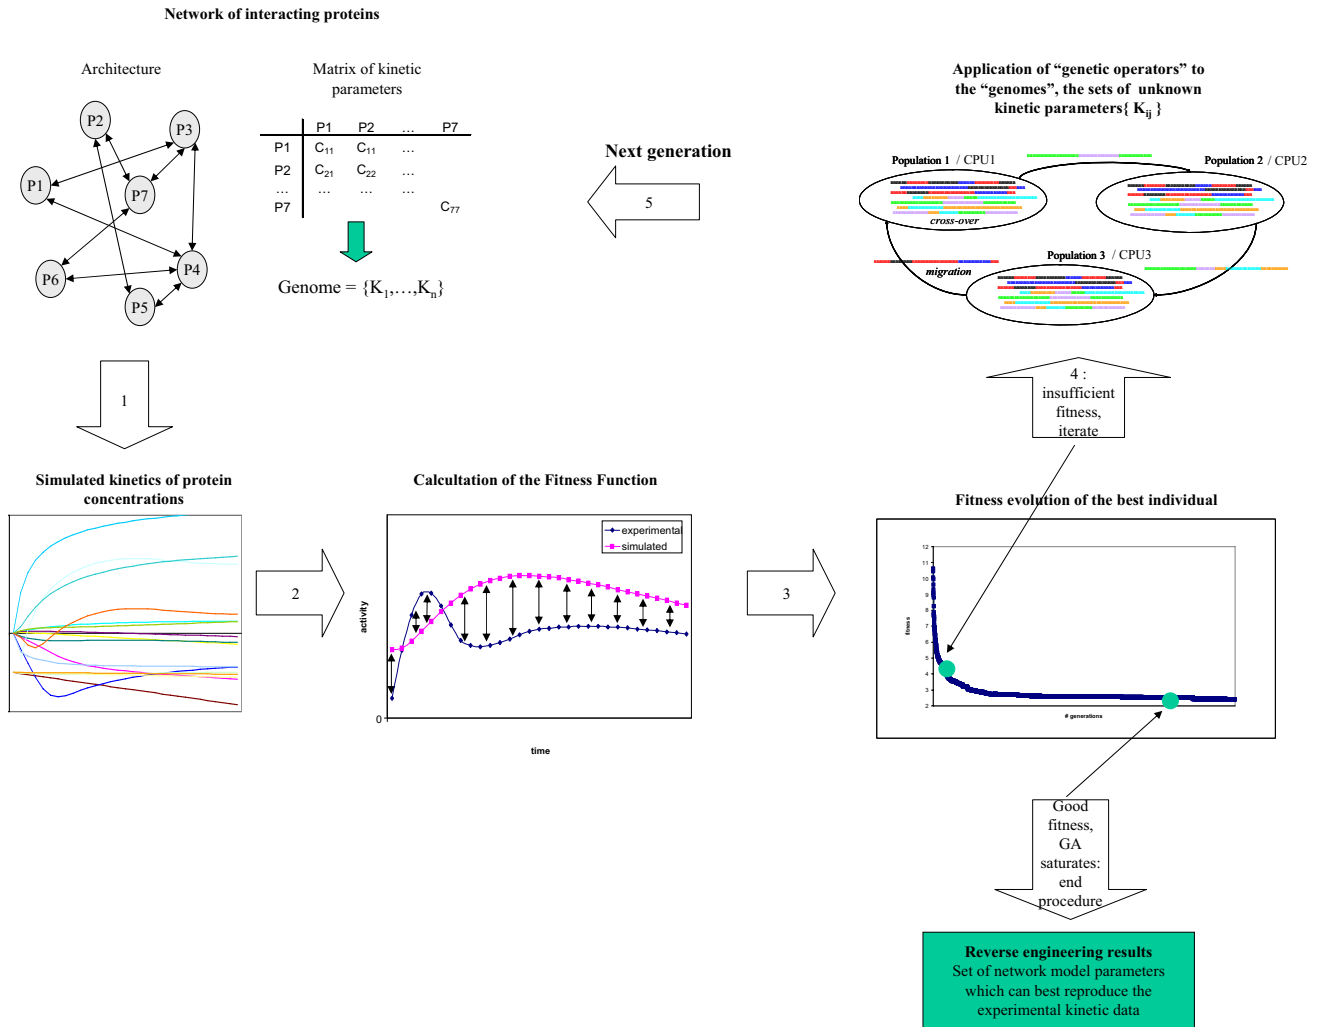 Network of interacting proteins
Architecture
P2
P3
P1
P7
P6
P4
P5
Matrix of kinetic
parameters
P1 P2 … P7
P1 C11 C11 …
P2 C21 C22 …
… … …
P7 C77
Genome = {K1,…,Kn}
Next generation
5
Application of “genetic operators” to
the “genomes”, the sets of unknown
kinetic parameters{ Kij }
Population 1 / CPU1
Population 2 / CPU2
cross-over
Population 3 / CPU3
migration
1
4 :
insufficient
fitness,
iterate
Simulated kinetics of protein
concentrations
2
Calcultation of the Fitness Function
experimental
simulated
activity
0
time
3
Fitness evolution of the best individual
12
11
10
9
8
7
6
5
4
3
2
fitness
# generations
Good
fitness,
GA
saturates:
end
procedure
Reverse engineering results
Set of network model parameters
which can best reproduce the
experimental kinetic data